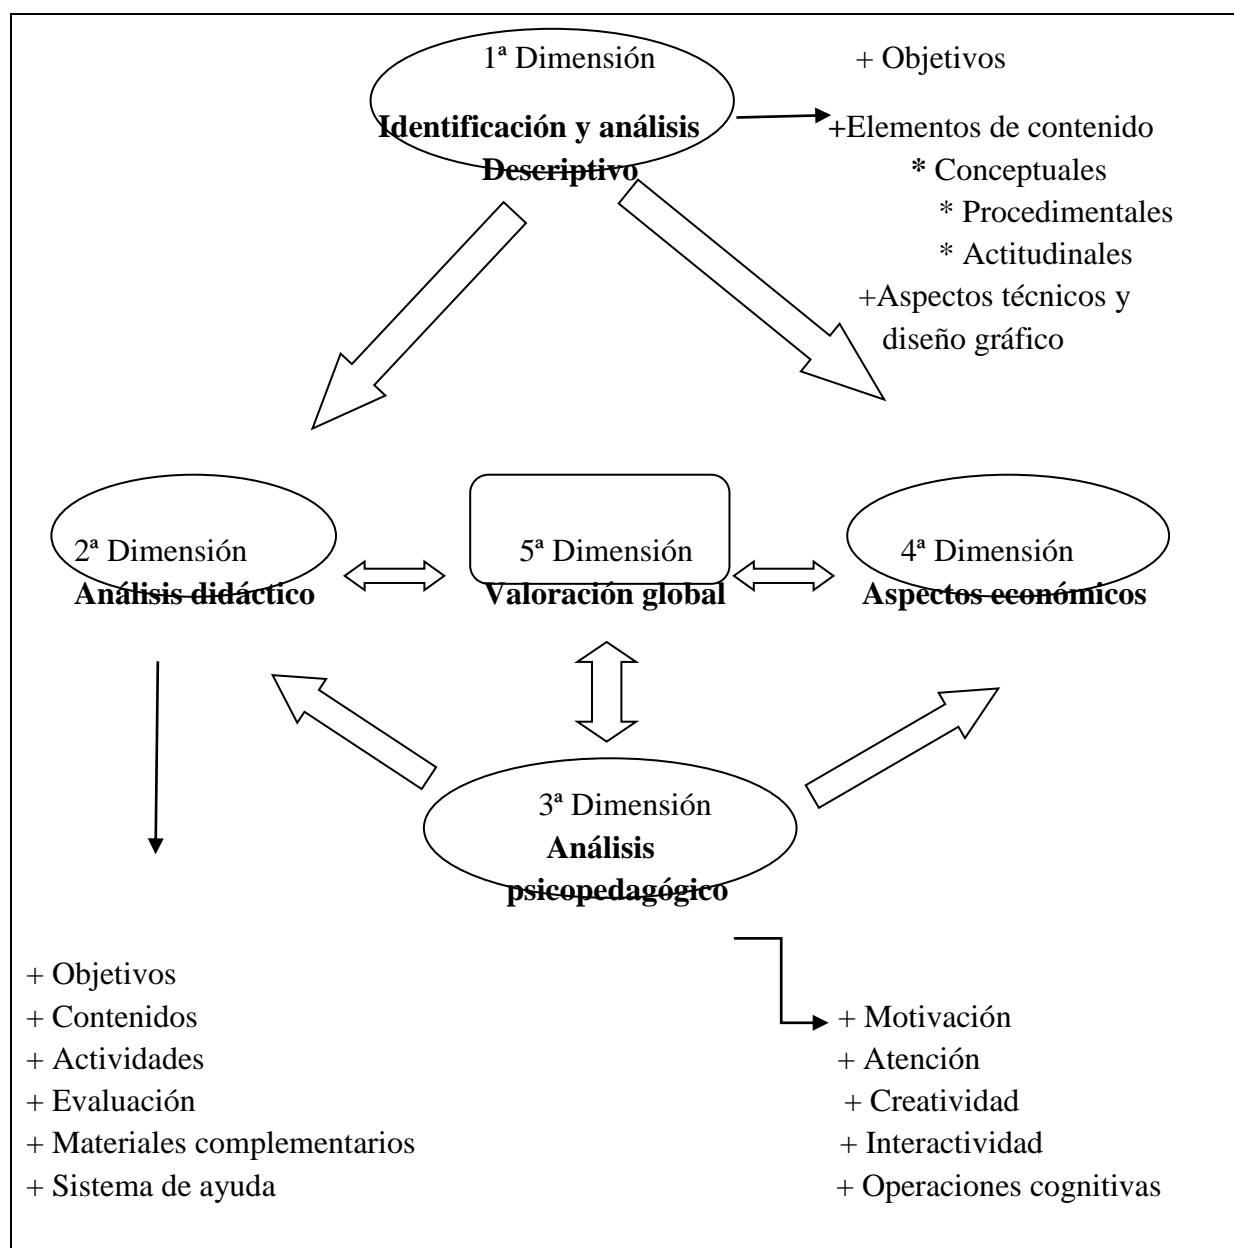 1ª Dimensión
Identificación y análisis
Descriptivo
+ Objetivos
+Elementos de contenido
* Conceptuales
* Procedimentales
* Actitudinales
+Aspectos técnicos y
diseño gráfico
2ª Dimensión
Análisis didáctico
5ª Dimensión
Valoración global
4ª Dimensión
Aspectos económicos
3ª Dimensión
Análisis
psicopedagógico
+ Objetivos
+ Contenidos
+ Actividades
+ Evaluación
+ Materiales complementarios
+ Sistema de ayuda
+ Motivación
+ Atención
+ Creatividad
+ Interactividad
+ Operaciones cognitivas